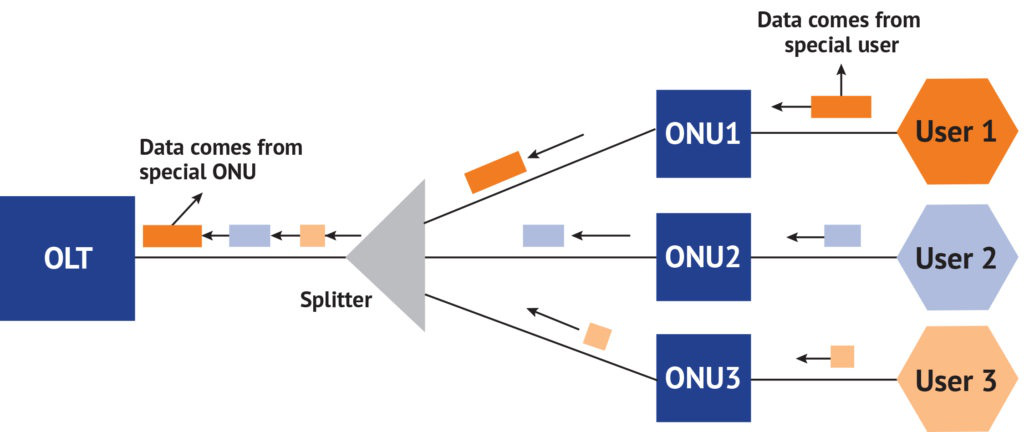 Data comes from
special user
ONU1
User 1
Data comes from
special ONU
OLT
Splitter
ONU2
User 2
ONU3
User 3